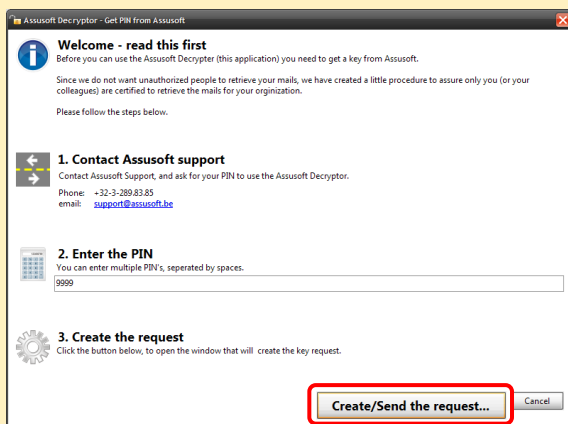 Assusoft Decryptor - Get PIN from Assusoft
Welcome - read this first
Before you can use the Assusoft Decrypter (this application) you need to get a key from Assusoft.
Since we do not want unauthorized people to retrieve your mails, we have created a little procedure to assure only you (or your
colleagues) are certified to retrieve the mails for your orginization.
Please follow the steps below.
1. Contact Assusoft support
Contact Assusoft Support, and ask for your PIN to use the Assusoft Decryptor.
Phone: +32-3-289.83.85
email: support@assusoft.be
2. Enter the PIN
You can enter multiple PIN's, seperated by spaces.
9999
3. Create the request
Click the button below, to open the window that will create the key request.
Create/Send the request...
Cancel